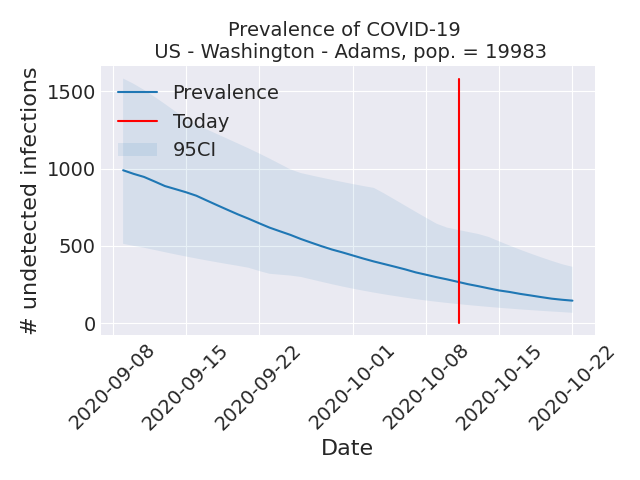 Prevalence of COVID-19
US - Washington - Adams, pop. = 19983
# undetected infections
1500
1000
500
0
Prevalence
Today
95CI
2020-09-08
2020-09-15
2020-09-22
2020-10-01
2020-10-08
2020-10-15
2020-10-22
Date